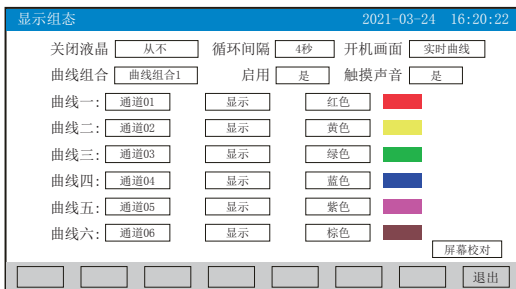 显示组态 2021-03-24 16:20:22
关闭液晶 从不 循环间隔 4秒 开机画面 实时曲线
曲线组合 曲线组合1 启用 是 触摸声音 是
曲线一: 通道01 显示 红色
曲线二: 通道02 显示 黄色
曲线三: 通道03 显示 绿色
曲线四: 通道04 显示 蓝色
曲线五: 通道05 显示 紫色
曲线六: 通道06 显示 棕色
屏幕校对
退出